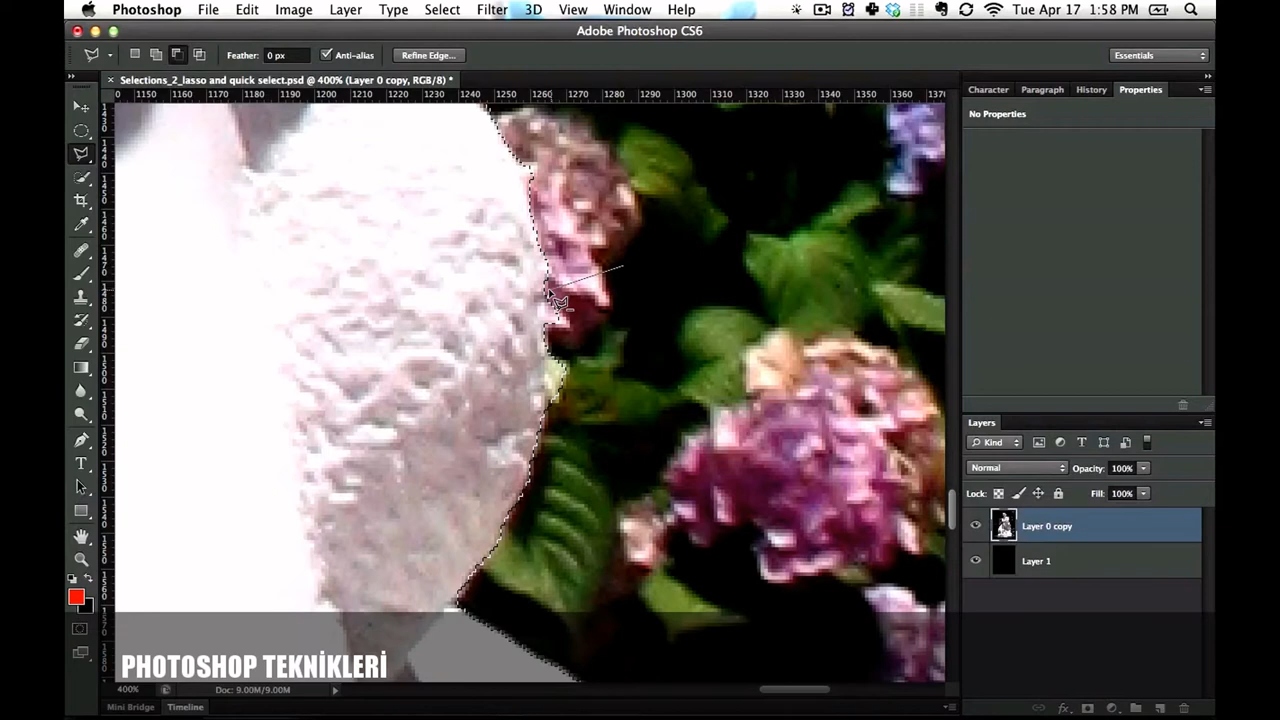 Photoshop File Edit Image Layer Type Select Filter 3D View Window Help Tue Apr 17 1:58 PM
Adobe Photoshop CS6
Feather: 0 px Anti-alias Refine Edge... Essentials
Selections_2_lasso and quick select.psd @ 400% (Layer 0 copy, RGB/8) *
Character Paragraph History Properties
0 1150 1160 1170 1180 1190 1200 1210 1220 1230 1240 1250 1260 1270 1280 1290 1300 1310 1320 1330 1340 1350 1360 1370
No Properties
Layers
Kind
Normal Opacity: 100%
Lock: Fill: 100%
Layer 0 copy
Layer 1
PHOTOSHOP TEKNİKLERİ
400% Doc: 9.00M/9.00M
Mini Bridge Timeline